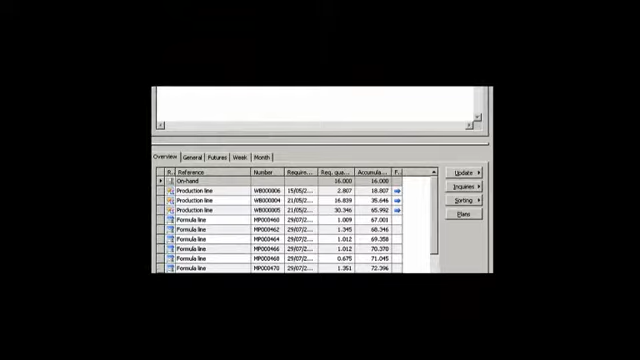 Overview General Futures Week Month
R. Reference Number Require... Req. qua... Accumula... F.
On-hand 16.000 16.000
Production line WB000006 15/05/2... 2.807 18.807
Production line WB000004 21/05/2... 16.839 35.646
Production line WB000005 21/05/2... 30.346 65.992
Formula line MP000460 29/07/2... 1.009 67.001
Formula line MP000462 29/07/2... 1.345 68.346
Formula line MP000464 29/07/2... 1.012 69.358
Formula line MP000466 29/07/2... 1.012 70.370
Formula line MP000468 29/07/2... 0.675 71.045
Formula line MP000470 29/07/2... 1.351 72.396
Update
Inquiries
Sorting
Plans